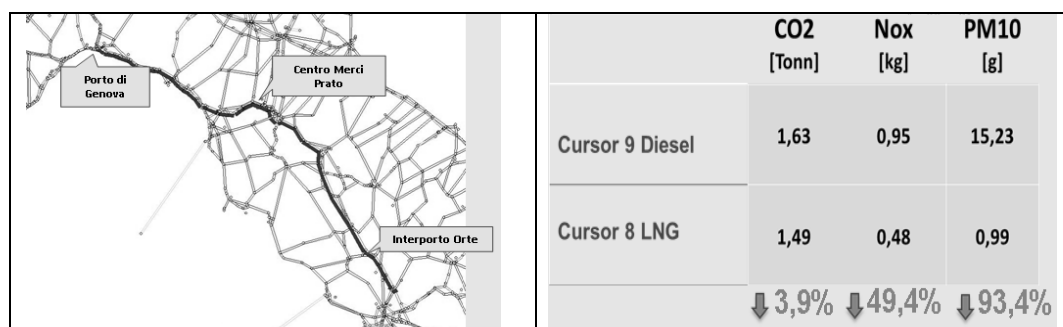 Porto di
Genova
Centro Merci
Prato
Interporto Orte
CO2 Nox PM10
[Tonn] [kg] [g]
Cursor 9 Diesel 1,63 0,95 15,23
Cursor 8 LNG 1,49 0,48 0,99
3,9% 49,4% 93,4%